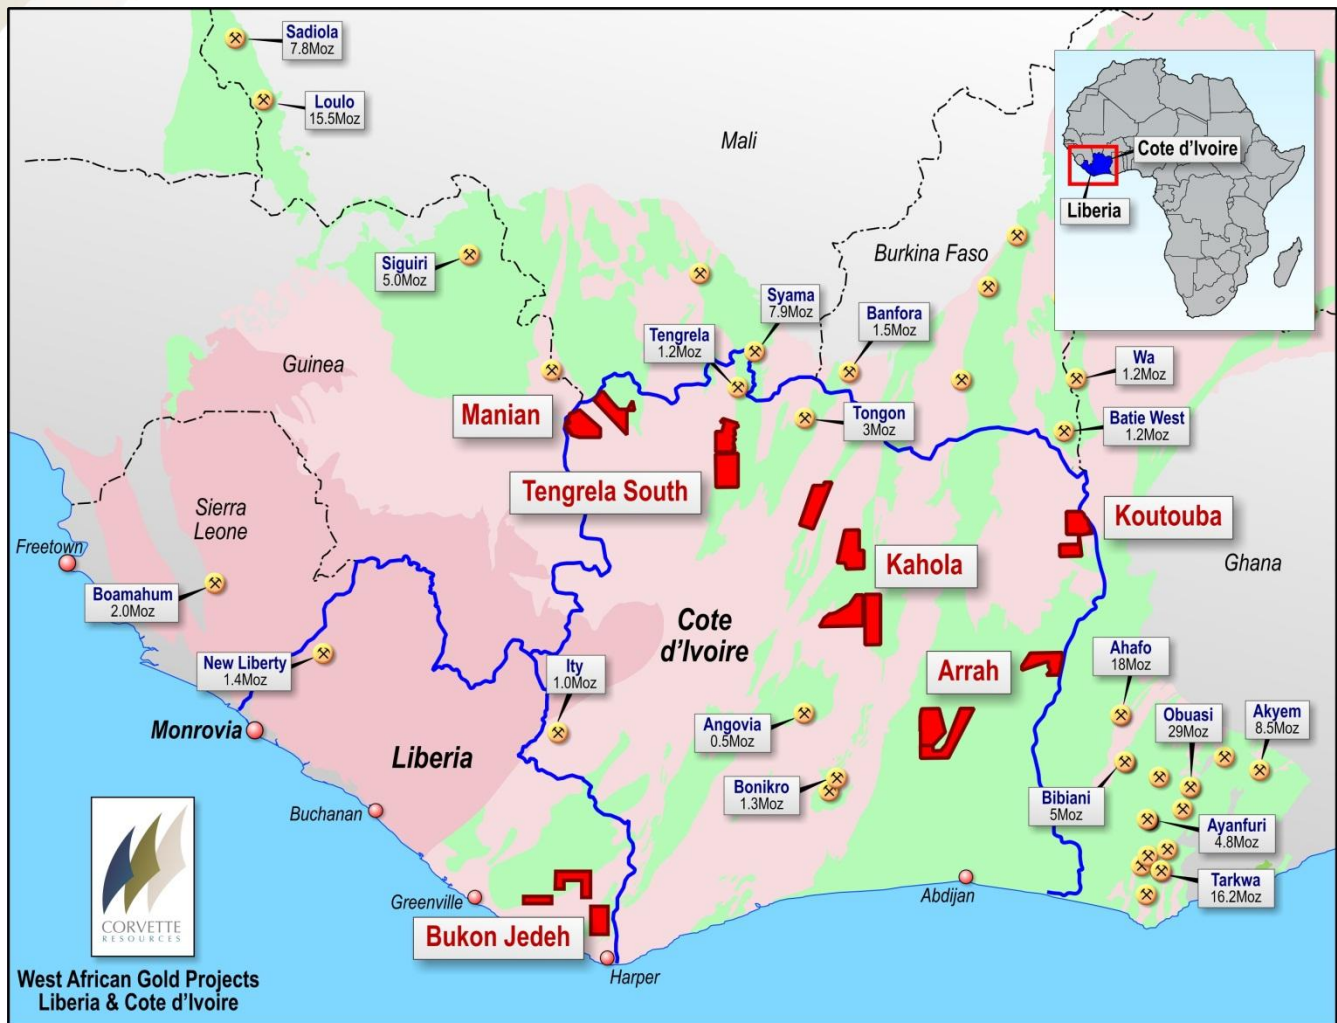 Sadiola
7.8Moz
Loulo
15.5Moz
Mali
Cote d'Ivoire
Liberia
Siguiri
5.0Moz
Burkina Faso
Syama
7.9Moz
Banfora
1.5Moz
Tengrela
1.2Moz
Guinea
Wa
1.2Moz
Manian
Tongon
3Moz
Batie West
1.2Moz
Tengrela South
Sierra
Leone
Koutouba
Freetown
Kahola
Ghana
Boamahum
2.0Moz
Cote
d'Ivoire
New Liberty
1.4Moz
Ity
1.0Moz
Arrah
Ahafo
18Moz
Monrovia
Angovia
0.5Moz
Obuasi
29Moz
Akyem
8.5Moz
Liberia
Bonikro
1.3Moz
Bibiani
5Moz
Buchanan
Ayanfuri
4.8Moz
Greenville
Abdijan
Tarkwa
16.2Moz
CORVETTE
RESOURCES
Bukon Jedeh
Harper
West African Gold Projects
Liberia & Cote d'Ivoire